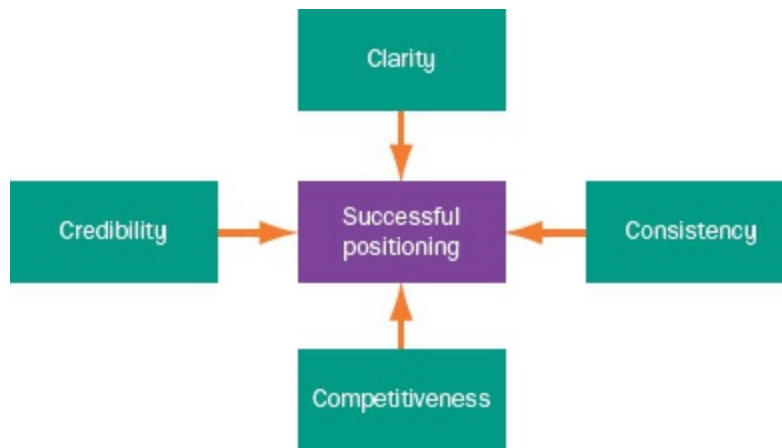 Clarity
Credibility
Successful
positioning
Consistency
Competitiveness